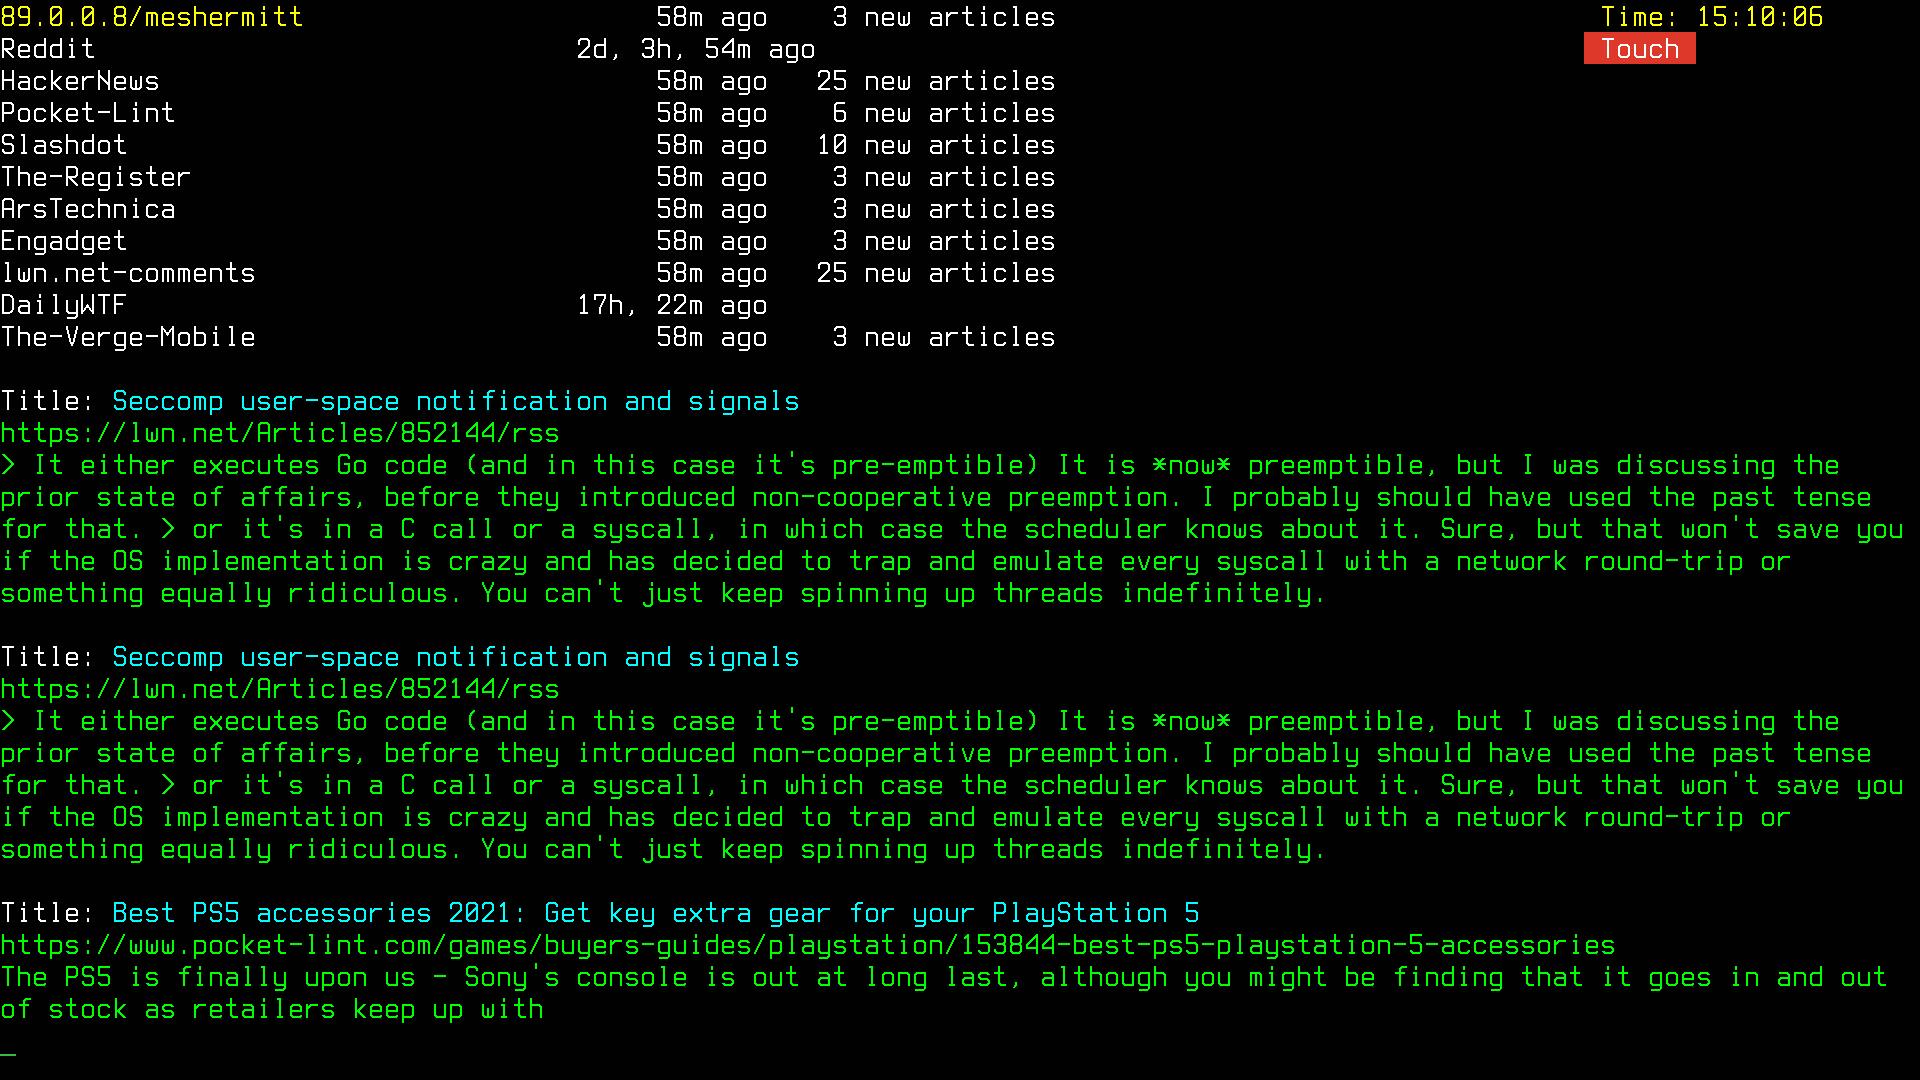 89.0.0.8/meshermitt 58m ago 3 new articles Time: 15:10:06
Reddit 2d, 3h, 54m ago Touch
HackerNews 58m ago 25 new articles
Pocket-Lint 58m ago 6 new articles
Slashdot 58m ago 10 new articles
The-Register 58m ago 3 new articles
ArsTechnica 58m ago 3 new articles
Engadget 58m ago 3 new articles
lwn.net-comments 58m ago 25 new articles
DailyWTF 17h, 22m ago
The-Verge-Mobile 58m ago 3 new articles
Title: Seccomp user-space notification and signals
https://lwn.net/Articles/852144/rss
> It either executes Go code (and in this case it's pre-emptible) It is *now* preemptible, but I was discussing the
prior state of affairs, before they introduced non-cooperative preemption. I probably should have used the past tense
for that. > or it's in a C call or a syscall, in which case the scheduler knows about it. Sure, but that won't save you
if the OS implementation is crazy and has decided to trap and emulate every syscall with a network round-trip or
something equally ridiculous. You can't just keep spinning up threads indefinitely.
Title: Seccomp user-space notification and signals
https://lwn.net/Articles/852144/rss
> It either executes Go code (and in this case it's pre-emptible) It is *now* preemptible, but I was discussing the
prior state of affairs, before they introduced non-cooperative preemption. I probably should have used the past tense
for that. > or it's in a C call or a syscall, in which case the scheduler knows about it. Sure, but that won't save you
if the OS implementation is crazy and has decided to trap and emulate every syscall with a network round-trip or
something equally ridiculous. You can't just keep spinning up threads indefinitely.
Title: Best PS5 accessories 2021: Get key extra gear for your PlayStation 5
https://www.pocket-lint.com/games/buyers-guides/playstation/153844-best-ps5-playstation-5-accessories
The PS5 is finally upon us - Sony's console is out at long last, although you might be finding that it goes in and out
of stock as retailers keep up with
_